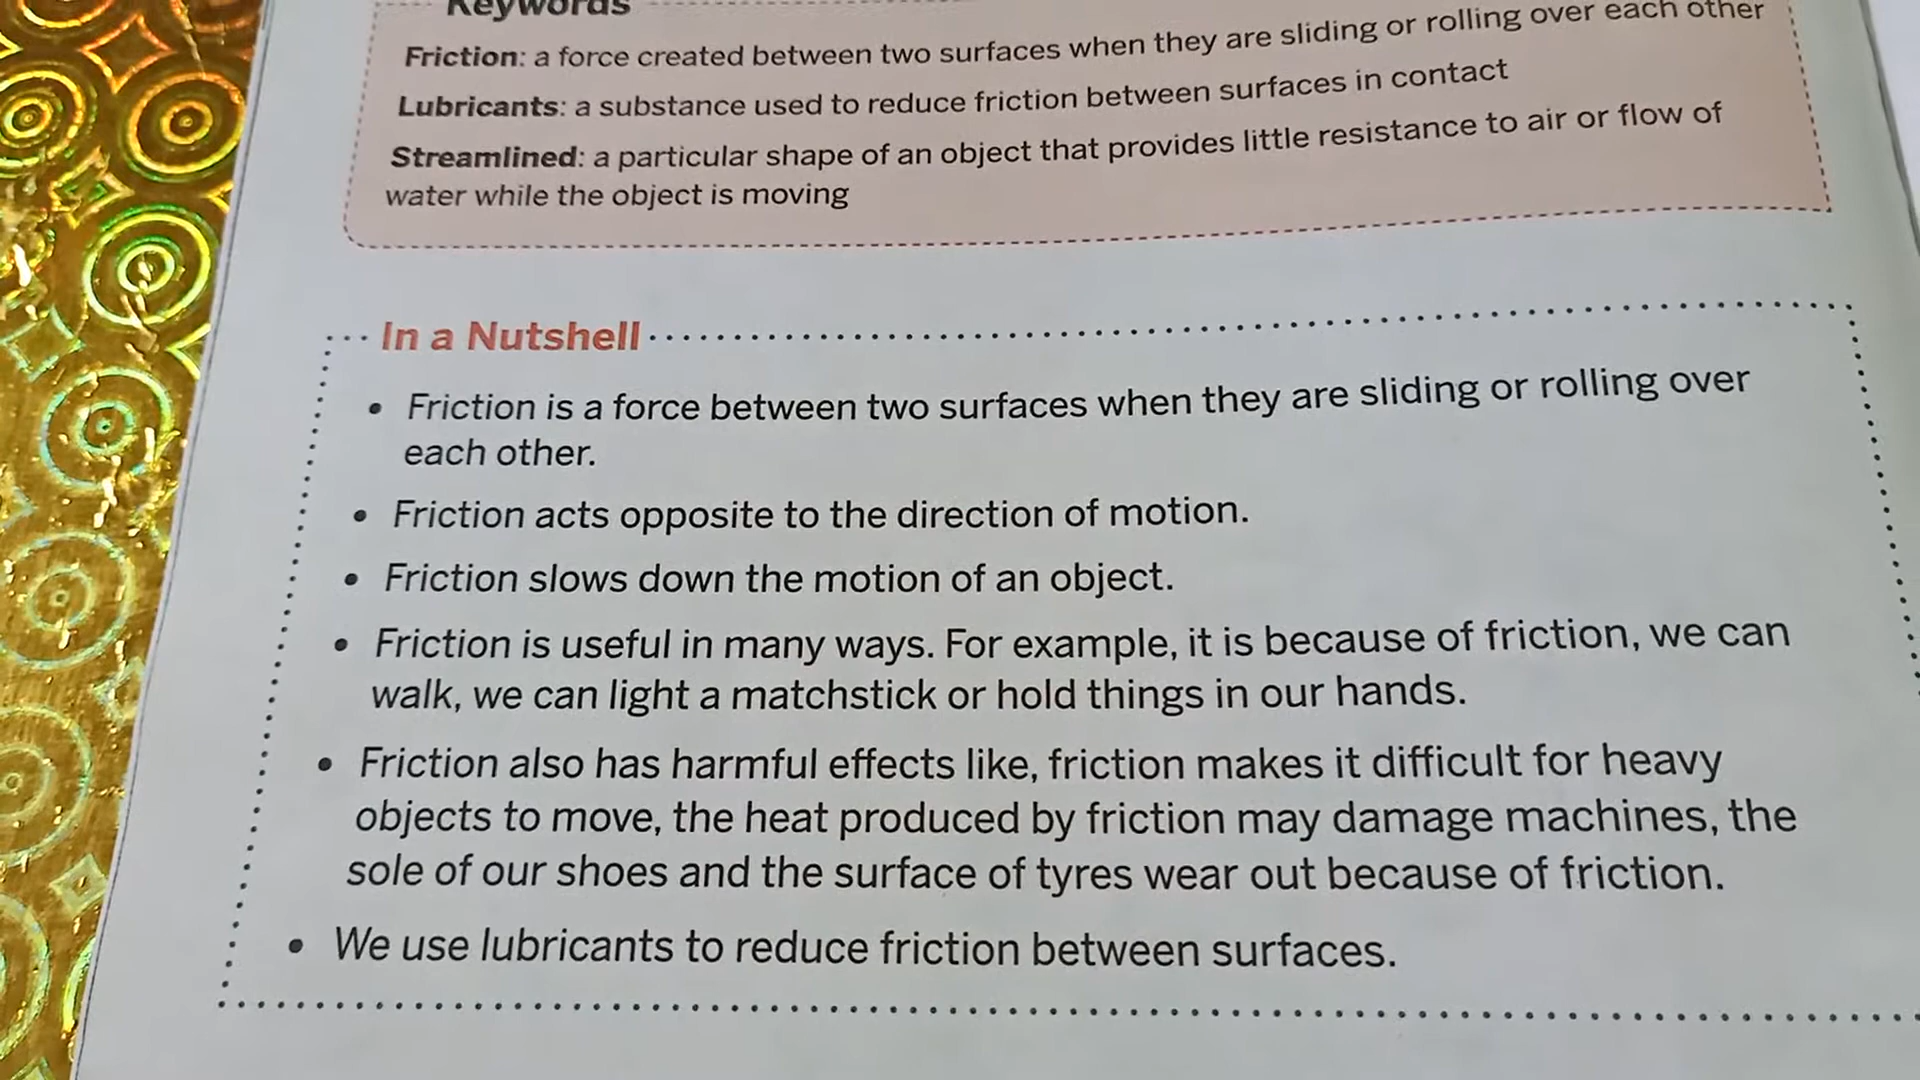 Keywords
Friction: a force created between two surfaces when they are sliding or rolling over each other
Lubricants: a substance used to reduce friction between surfaces in contact
Streamlined: a particular shape of an object that provides little resistance to air or flow of
water while the object is moving
In a Nutshell
• Friction is a force between two surfaces when they are sliding or rolling over
each other.
• Friction acts opposite to the direction of motion.
• Friction slows down the motion of an object.
• Friction is useful in many ways. For example, it is because of friction, we can
walk, we can light a matchstick or hold things in our hands.
• Friction also has harmful effects like, friction makes it difficult for heavy
objects to move, the heat produced by friction may damage machines, the
sole of our shoes and the surface of tyres wear out because of friction.
• We use lubricants to reduce friction between surfaces.